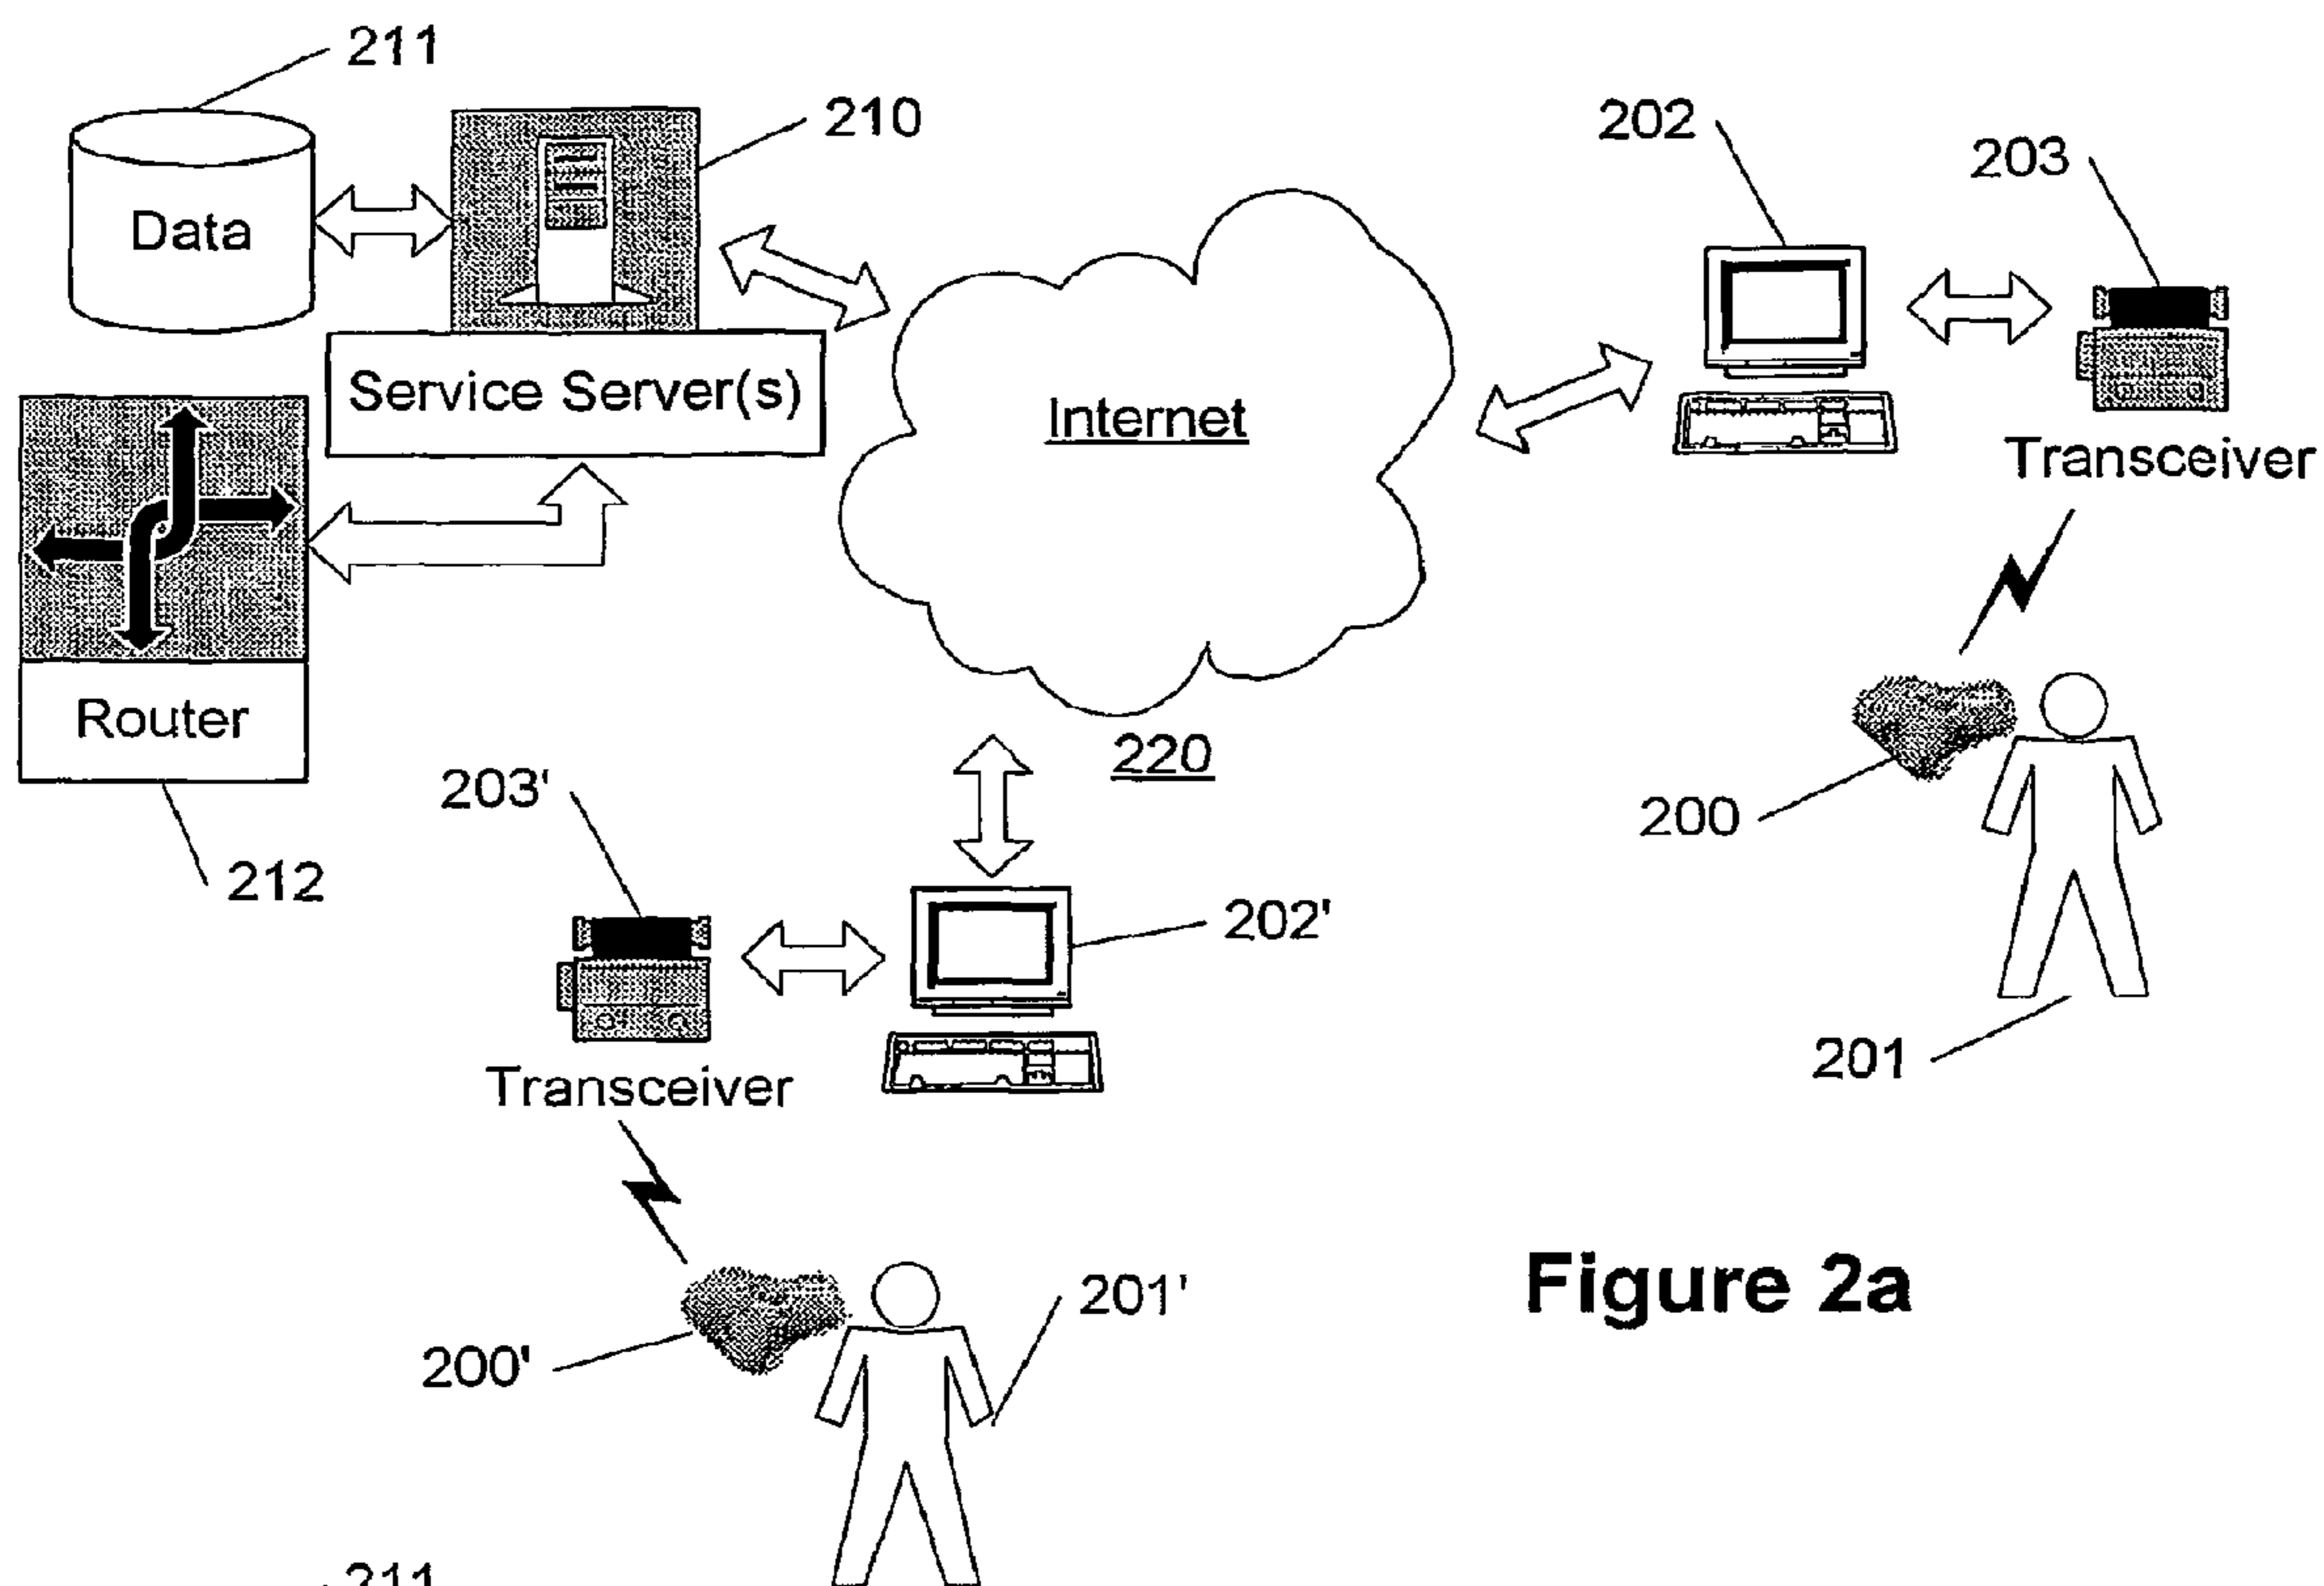 211
210
202
203
Data
Service Server(s)
Internet
Transceiver
Router
220
200
203'
212
202'
201
Transceiver
Figure 2a
201'
200'
211